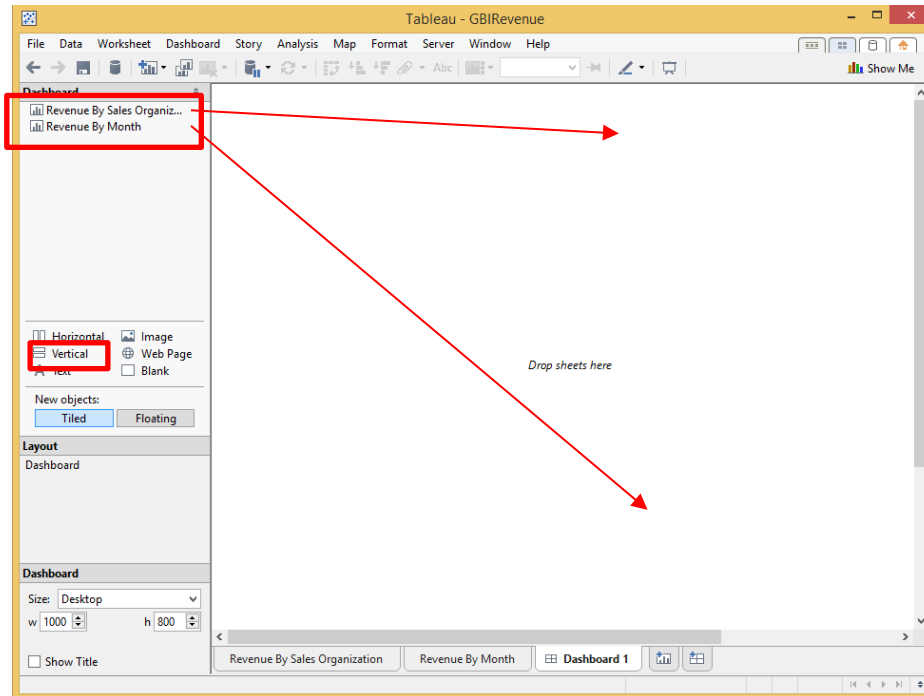 Tableau - GBIRevenue
File Data Worksheet Dashboard Story Analysis Map Format Server Window Help
Abc
Show Me
Dashboard
Revenue By Sales Organiz...
Revenue By Month
Horizontal Image
Vertical Web Page
A Text Blank
Drop sheets here
New objects:
Tiled Floating
Layout
Dashboard
Dashboard
Size: Desktop
w 1000 h 800
Show Title
Revenue By Sales Organization Revenue By Month Dashboard 1